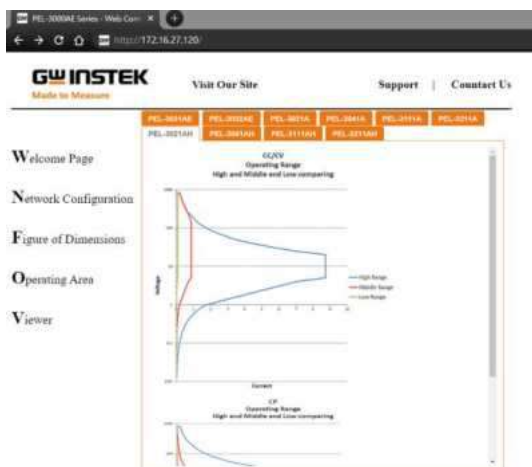 PEL-3000AE Series - Web Con
http://172.16.27.120/
GW INSTEK
Made to Measure
Visit Our Site
Support | Countact Us
PEL-3031AE PEL-3032AE PEL-3021A PEL-3041A PEL-3111A PEL-3211A
PEL-3021AH PEL-3041AH PEL-3111AH PEL-3211AH
Welcome Page
Network Configuration
Figure of Dimensions
Operating Area
Viewer
CC/CV
Operating Range
High and Middle and Low comparing
Voltage
High Range
Middle Range
Low Range
Current
CP
Operating Range
High and Middle and Low comparing